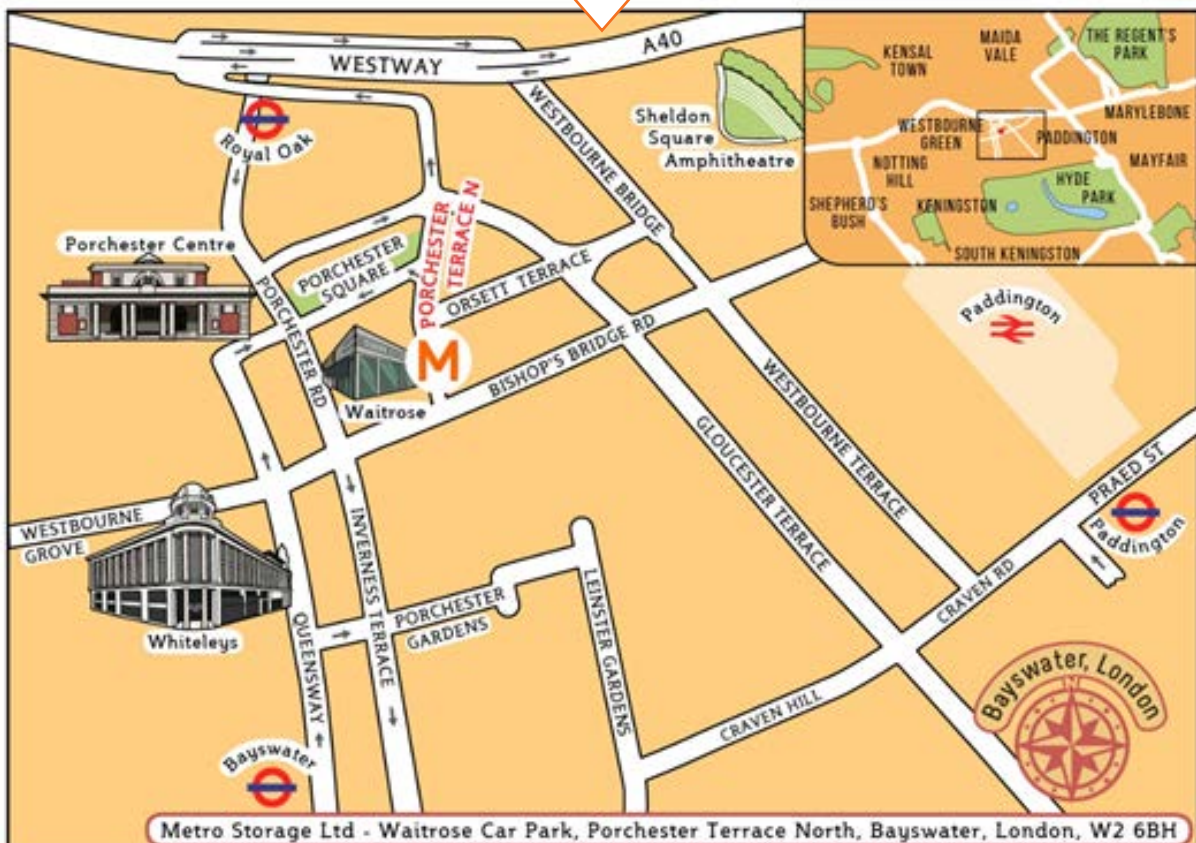 WESTWAY
A40
Royal Oak
WESTBOURNE BRIDGE
Sheldon
Square
Amphitheatre
KENSAL
TOWN
MAIDA
VALE
THE REGENT'S
PARK
MARYLEBONE
WESTBOURNE
GREEN
PADDINGTON
NOTTING
HILL
MAYFAIR
HYDE
PARK
SHEPHERD'S
BUSH
KENINGSTON
SOUTH KENINGSTON
Porchester Centre
PORCHESTER
SQUARE
PORCHESTER
TERRACE N
ORSETT TERRACE
PORCHESTER RD
Waitrose
M
BISHOP'S BRIDGE RD
Paddington
WESTBOURNE TERRACE
GLOUCESTER TERRACE
PRAED ST
Paddington
CRAVEN RD
WESTBOURNE
GROVE
Whiteleys
INVERNESS TERRACE
QUEENSWAY
PORCHESTER
GARDENS
LEINSTER GARDENS
CRAVEN HILL
Bayswater
Bayswater, London
N
Metro Storage Ltd - Waitrose Car Park, Porchester Terrace North, Bayswater, London, W2 6BH